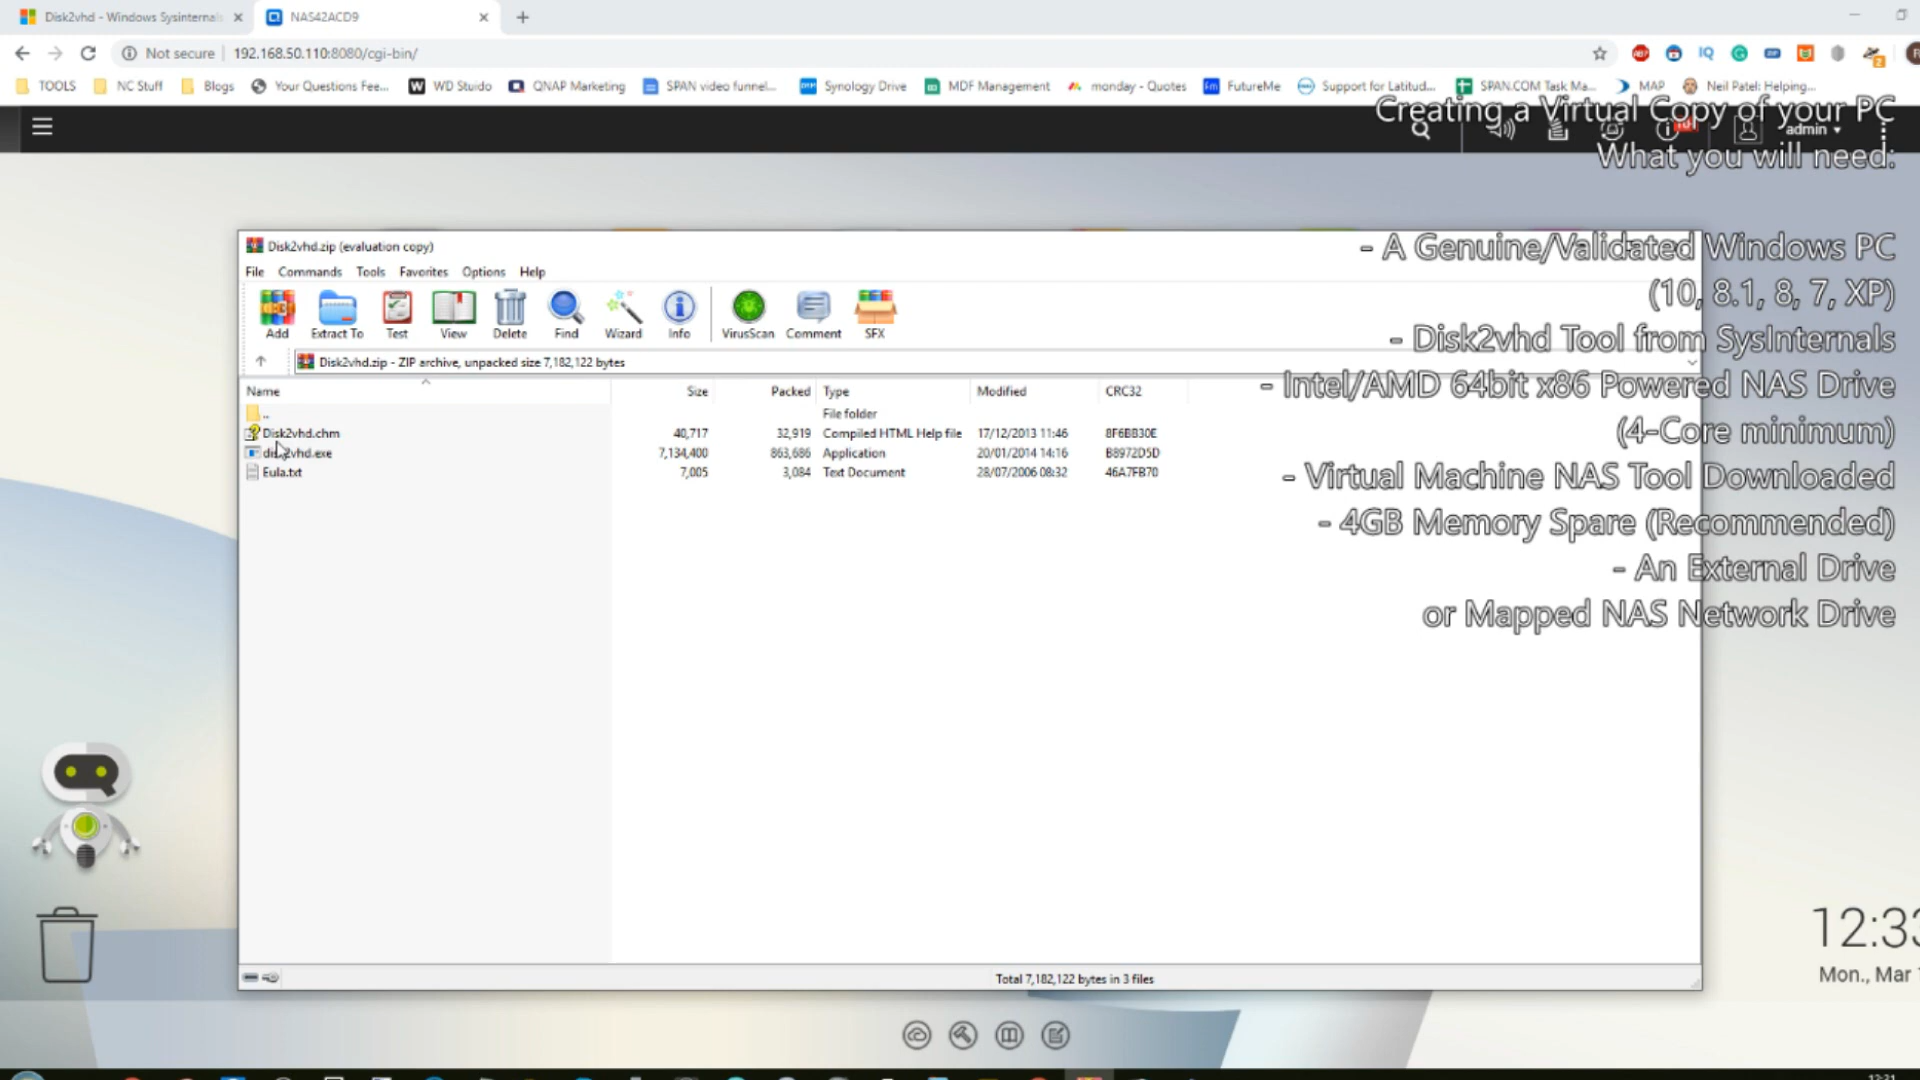 Disk2vhd - Windows Sysinternals
NAS42ACD9
Not secure
192.168.50.110:8080/cgi-bin/
TOOLS
NC Stuff
Blogs
Your Questions Fee...
WD Stuido
QNAP Marketing
SPAN video funnel...
Synology Drive
MDF Management
monday - Quotes
FutureMe
Support for Latitud...
SPAN.COM Task Ma...
MAP
Neil Patel: Helping...
Creating a Virtual Copy of your PC
admin
What you will need:
Disk2vhd.zip (evaluation copy)
File Commands Tools Favorites Options Help
Add Extract To Test View Delete Find Wizard Info VirusScan Comment SFX
Disk2vhd.zip - ZIP archive, unpacked size 7,182,122 bytes
Name Size Packed Type Modified CRC32
.. File folder
Disk2vhd.chm 40,717 32,919 Compiled HTML Help file 17/12/2013 11:46 8F6BB30E
disk2vhd.exe 7,134,400 863,686 Application 20/01/2014 14:16 B8972D5D
Eula.txt 7,005 3,084 Text Document 28/07/2006 08:32 46A7FB70
- A Genuine/Validated Windows PC
(10, 8.1, 8, 7, XP)
- Disk2vhd Tool from SysInternals
- Intel/AMD 64bit x86 Powered NAS Drive
(4-Core minimum)
- Virtual Machine NAS Tool Downloaded
- 4GB Memory Spare (Recommended)
- An External Drive
or Mapped NAS Network Drive
Total 7,182,122 bytes in 3 files
12:33
Mon., Mar